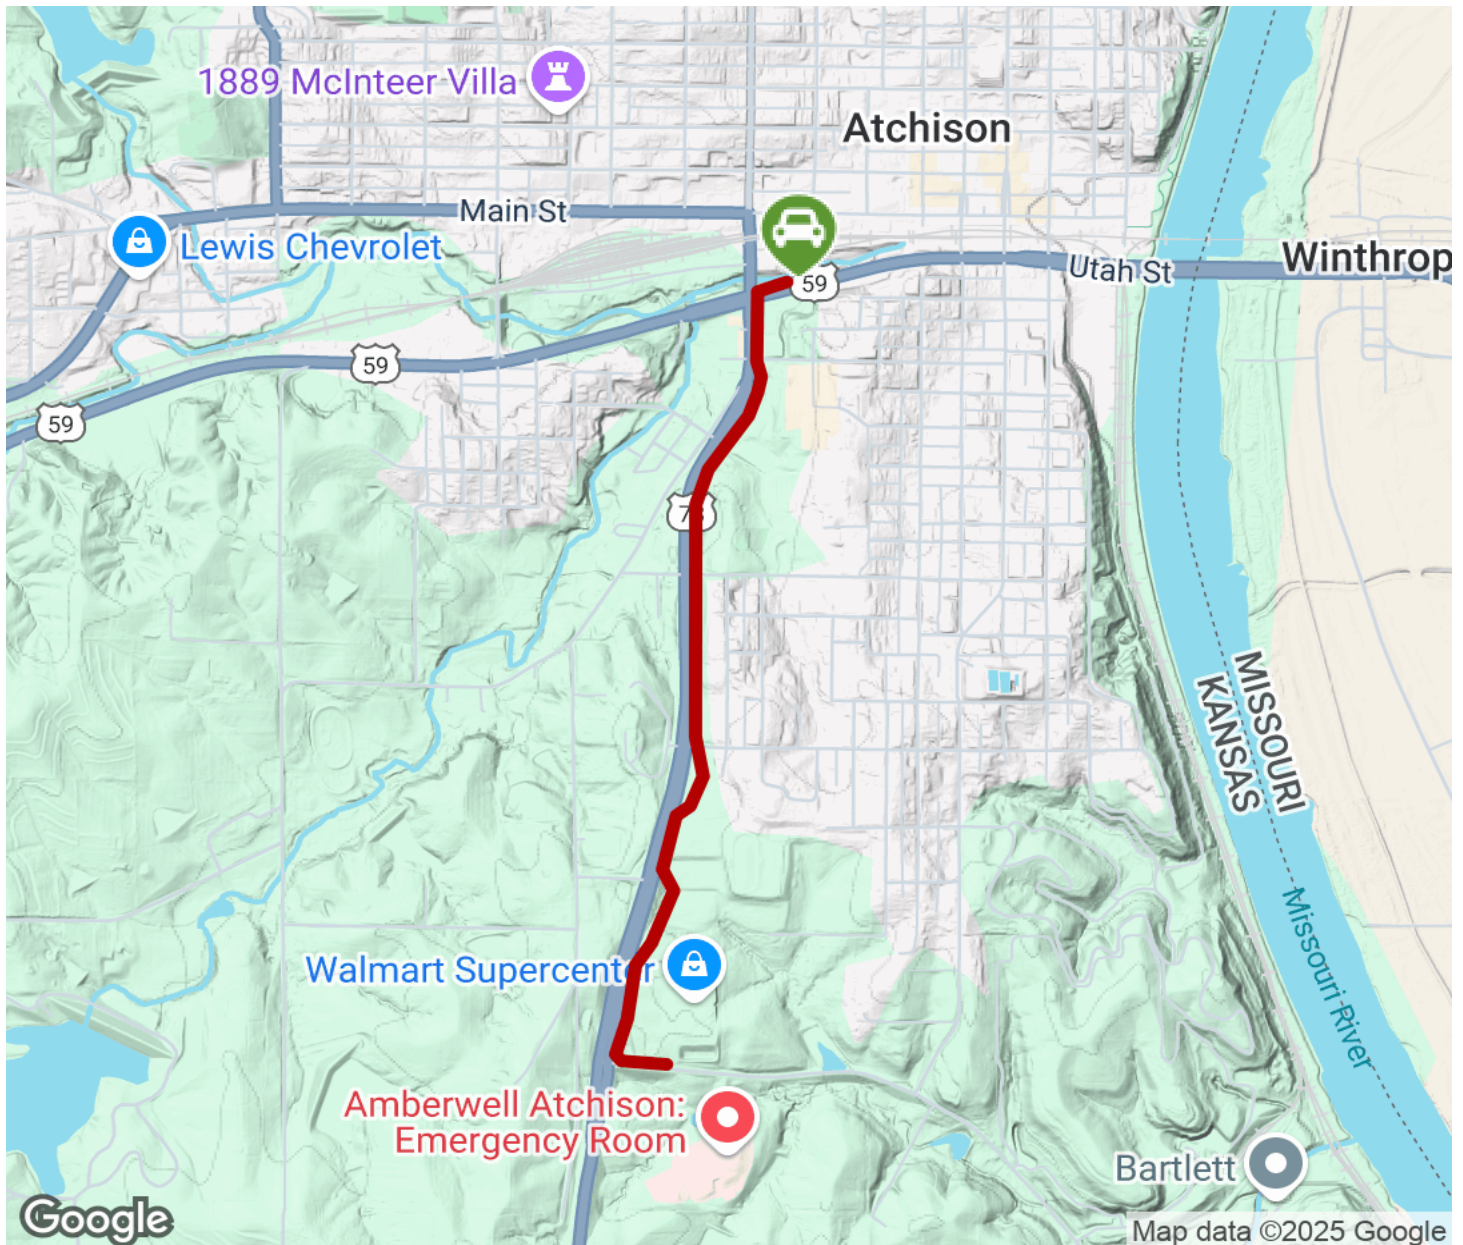 1889 McInteer Villa
Atchison
Main St
Lewis Chevrolet
Utah St
Winthrop
59
59
59
MISSOURI
KANSAS
Missouri River
Walmart Supercenter
Amberwell Atchison:
Emergency Room
Bartlett
Google
Map data ©2025 Google